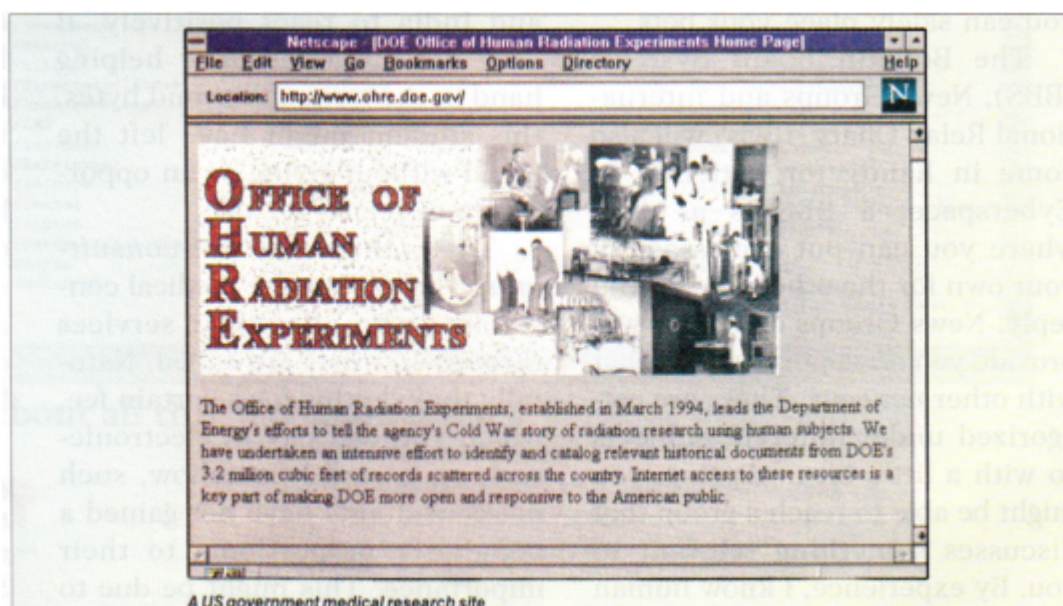 Netscape - [DOE Office of Human Radiation Experiments Home Page]
File Edit View Go Bookmarks Options Directory Help
Location: http://www.ohre.doe.gov/
N
OFFICE OF
HUMAN
RADIATION
EXPERIMENTS
The Office of Human Radiation Experiments, established in March 1994, leads the Department of
Energy's efforts to tell the agency's Cold War story of radiation research using human subjects. We
have undertaken an intensive effort to identify and catalog relevant historical documents from DOE's
3.2 million cubic feet of records scattered across the country. Internet access to these resources is a
key part of making DOE more open and responsive to the American public.
A US government medical research site